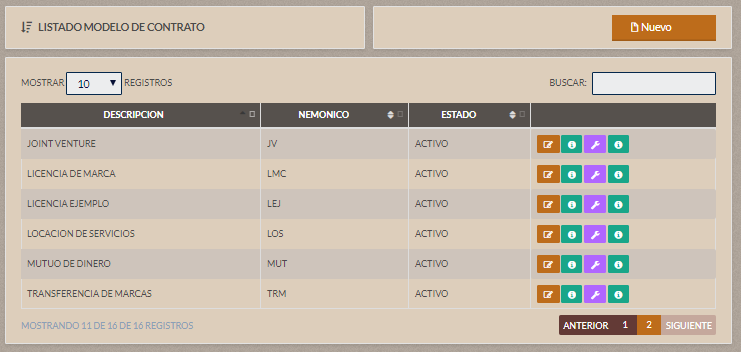 LISTADO MODELO DE CONTRATO
Nuevo
MOSTRAR 10 REGISTROS
BUSCAR:
DESCRIPCION NEMONICO ESTADO
JOINT VENTURE JV ACTIVO
LICENCIA DE MARCA LMC ACTIVO
LICENCIA EJEMPLO LEJ ACTIVO
LOCACION DE SERVICIOS LOS ACTIVO
MUTUO DE DINERO MUT ACTIVO
TRANSFERENCIA DE MARCAS TRM ACTIVO
MOSTRANDO 11 DE 16 DE 16 REGISTROS
ANTERIOR 1 2 SIGUIENTE